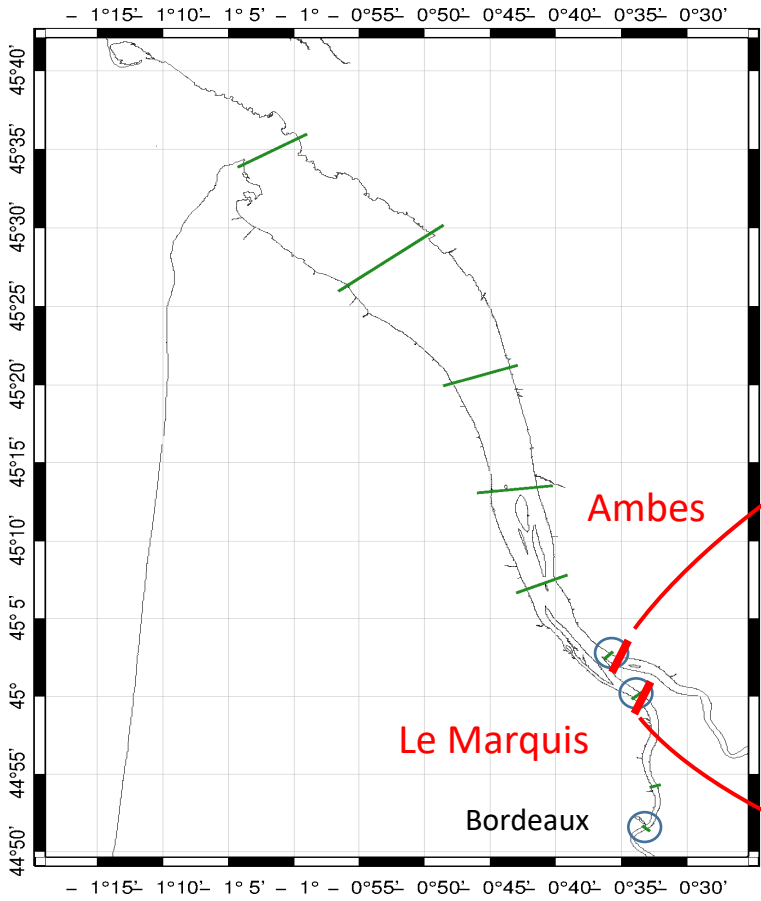 – 1°15′ – 1°10′ – 1° 5′ – 1° – 0°55′ – 0°50′ – 0°45′ – 0°40′ – 0°35′ – 0°30′
45°40′
45°35′
45°30′
45°25′
45°20′
45°15′
Ambes
45°10′
45° 5′
45°
Le Marquis
44°55′
Bordeaux
44°50′
– 1°15′ – 1°10′ – 1° 5′ – 1° – 0°55′ – 0°50′ – 0°45′ – 0°40′ – 0°35′ – 0°30′